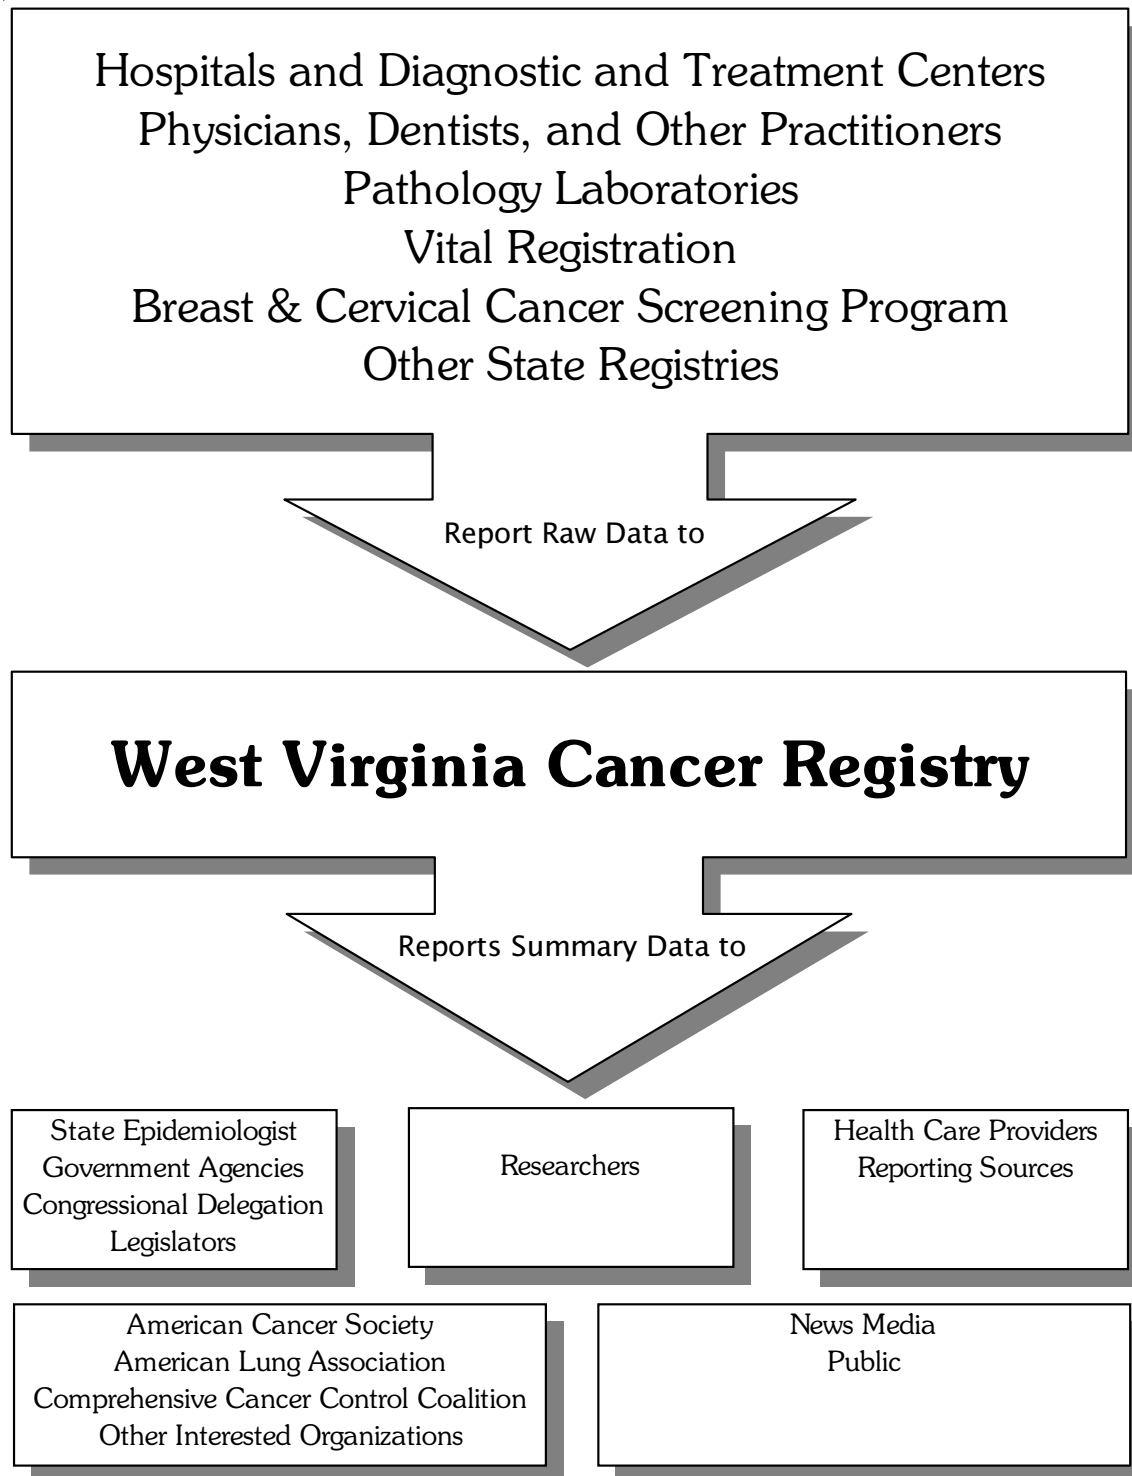 Hospitals and Diagnostic and Treatment Centers
Physicians, Dentists, and Other Practitioners
Pathology Laboratories
Vital Registration
Breast & Cervical Cancer Screening Program
Other State Registries
Report Raw Data to
West Virginia Cancer Registry
Reports Summary Data to
State Epidemiologist
Government Agencies
Congressional Delegation
Legislators
Researchers
Health Care Providers
Reporting Sources
American Cancer Society
American Lung Association
Comprehensive Cancer Control Coalition
Other Interested Organizations
News Media
Public